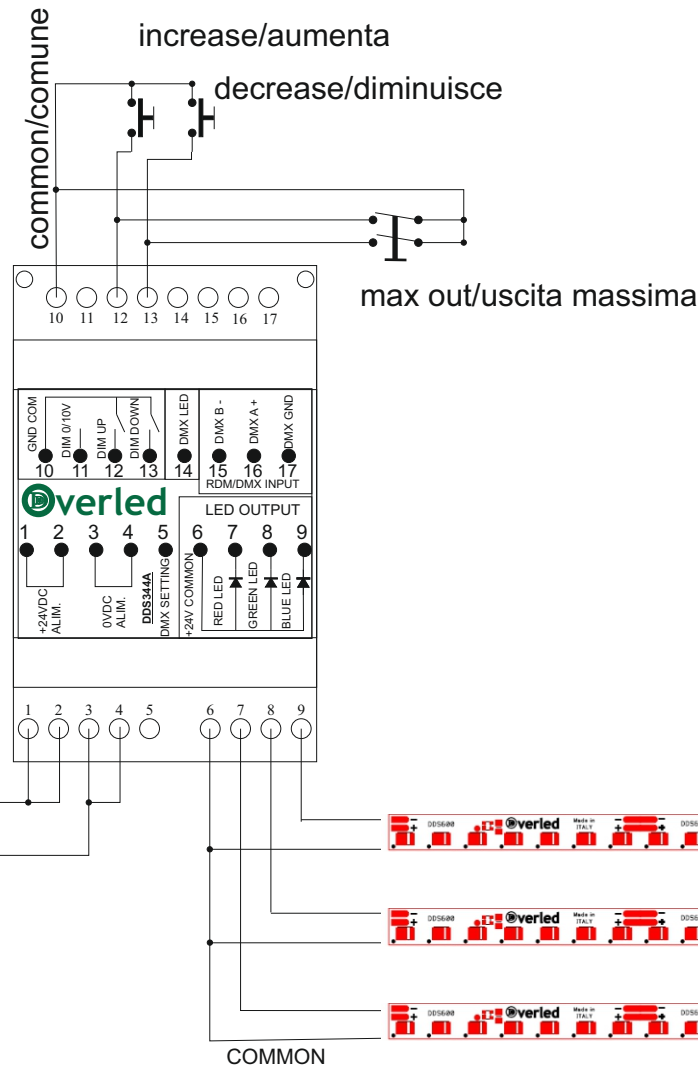 common/comune
increase/aumenta
decrease/diminuisce
max out/uscita massima
10 11 12 13 14 15 16 17
GND COM
DIM 0/10V
DIM UP
DIM DOWN
DMX LED
DMX B -
DMX A +
DMX GND
10 11 12 13 14 15 16 17
RDM/DMX INPUT
Overled
LED OUTPUT
1 2 3 4 5 6 7 8 9
+24VDC
ALIM.
0VDC
ALIM.
DDS344A
DMX SETTING
+24V COMMON
RED LED
GREEN LED
BLUE LED
1 2 3 4 5 6 7 8 9
- + DDS600 Overled Made in ITALY - + DDS6
- + DDS600 Overled Made in ITALY - + DDS6
- + DDS600 Overled Made in ITALY - + DDS6
COMMON